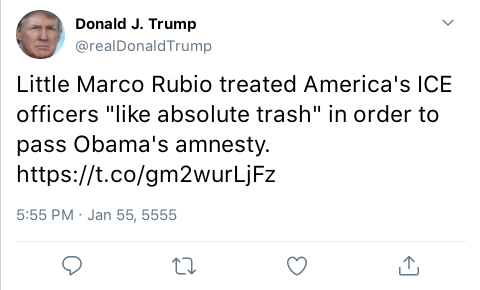 Donald J. Trump
@realDonaldTrump
Little Marco Rubio treated America's ICE
officers "like absolute trash" in order to
pass Obama's amnesty.
https://t.co/gm2wurLjFz
5:55 PM · Jan 55, 5555